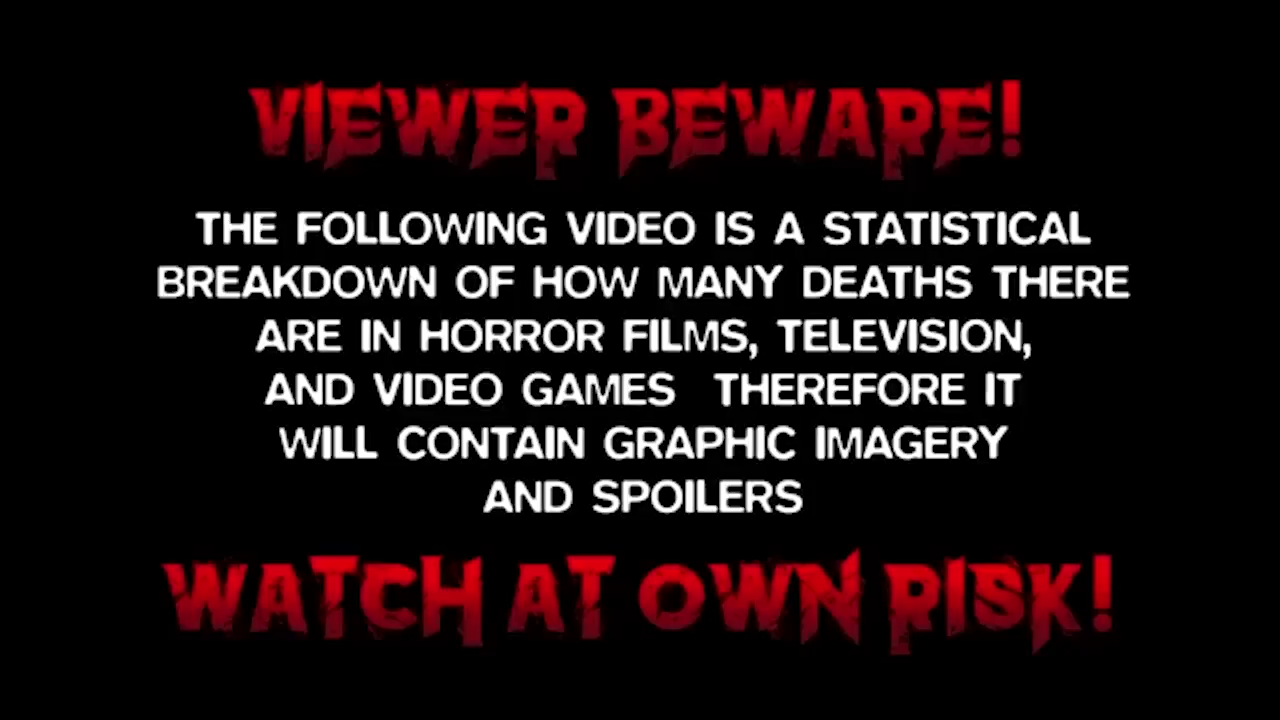 VIEWER BEWARE!
THE FOLLOWING VIDEO IS A STATISTICAL
BREAKDOWN OF HOW MANY DEATHS THERE
ARE IN HORROR FILMS, TELEVISION,
AND VIDEO GAMES  THEREFORE IT
WILL CONTAIN GRAPHIC IMAGERY
AND SPOILERS
WATCH AT OWN RISK!